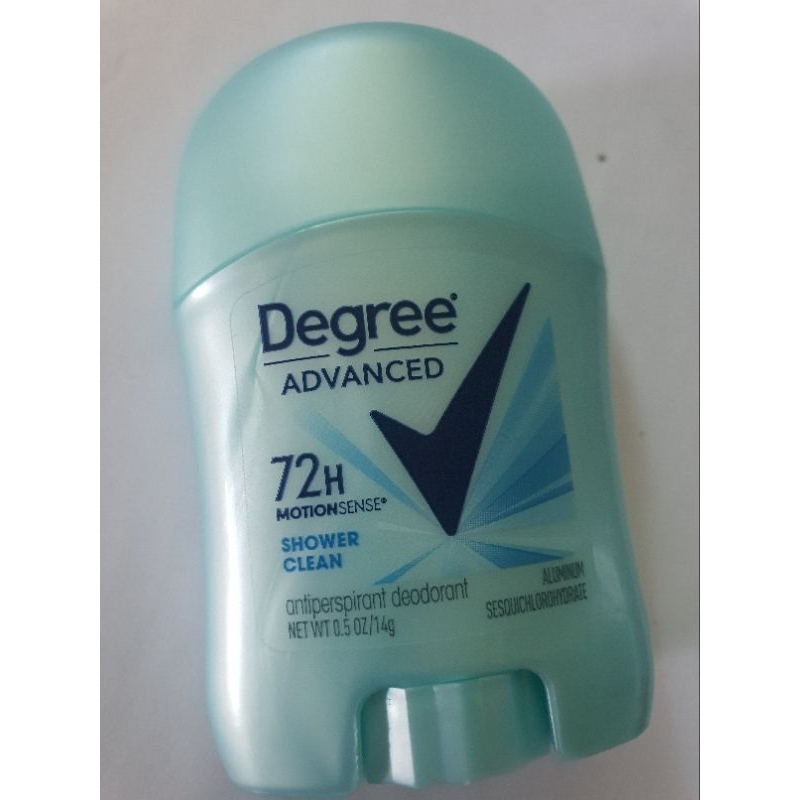 Degree
ADVANCED
72H
MOTIONSENSE®
SHOWER
CLEAN
antiperspirant deodorant
NET WT 0.5 OZ/14g
ALUMINUM
SESQUICHLOROHYDRATE